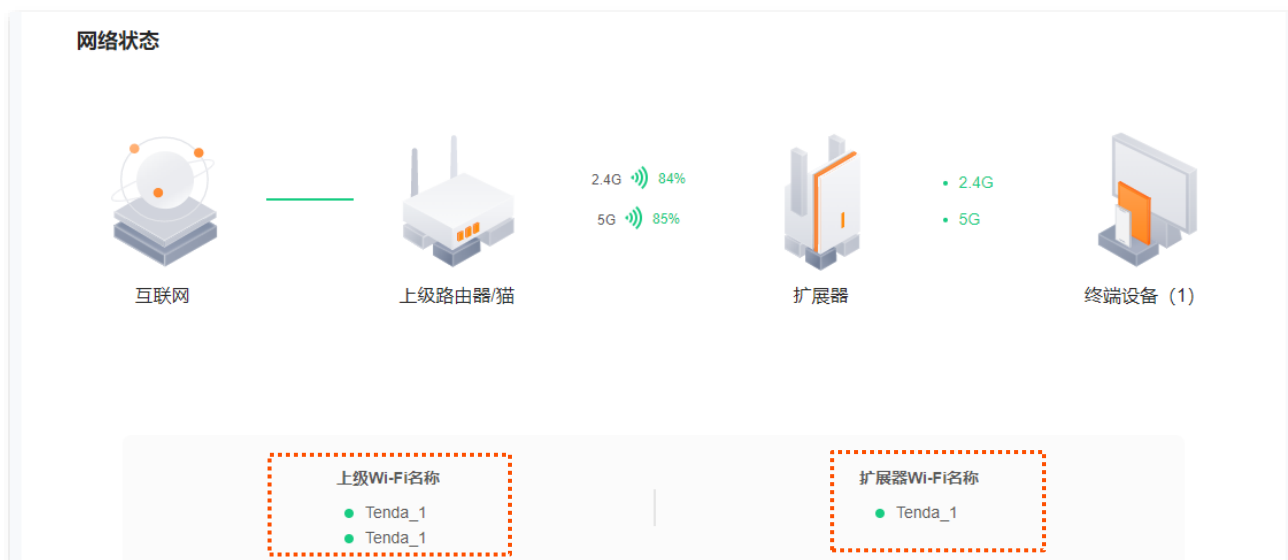 网络状态
2.4G 84%
5G 85%
• 2.4G
• 5G
互联网
上级路由器/猫
扩展器
终端设备（1）
上级Wi-Fi名称
Tenda_1
Tenda_1
扩展器Wi-Fi名称
Tenda_1